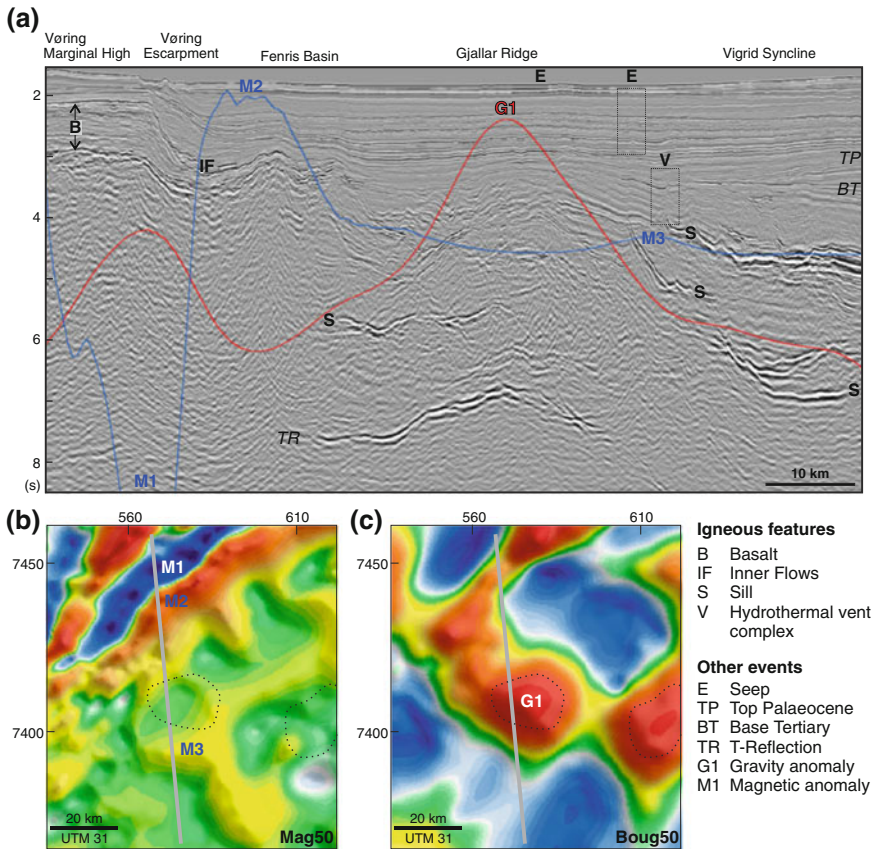 (a)
Vøring Marginal High
Vøring Escarpment
Fenris Basin
Gjallar Ridge
Vigrid Syncline
2
4
6
8
(s)
M2
E
E
G1
B
IF
V
TP
BT
S
M3
S
S
S
TR
M1
10 km
(b)
560
610
7450
7400
M1
M2
M3
20 km
UTM 31
Mag50
(c)
560
610
G1
20 km
UTM 31
Boug50
Igneous features
B Basalt
IF Inner Flows
S Sill
V Hydrothermal vent
complex
Other events
E Seep
TP Top Palaeocene
BT Base Tertiary
TR T-Reflection
G1 Gravity anomaly
M1 Magnetic anomaly